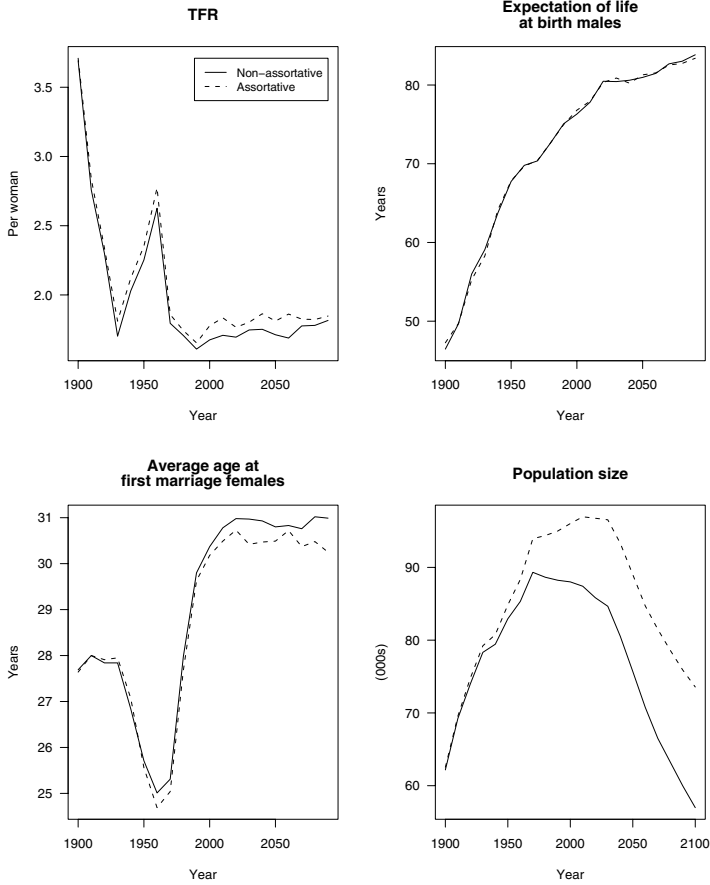 TFR
Per woman
3.5
3.0
2.5
2.0
Non−assortative
Assortative
1900 1950 2000 2050
Year
Expectation of life
at birth males
Years
80
70
60
50
1900 1950 2000 2050
Year
Average age at
first marriage females
Years
31
30
29
28
27
26
25
1900 1950 2000 2050
Year
Population size
(000s)
90
80
70
60
1900 1950 2000 2050 2100
Year